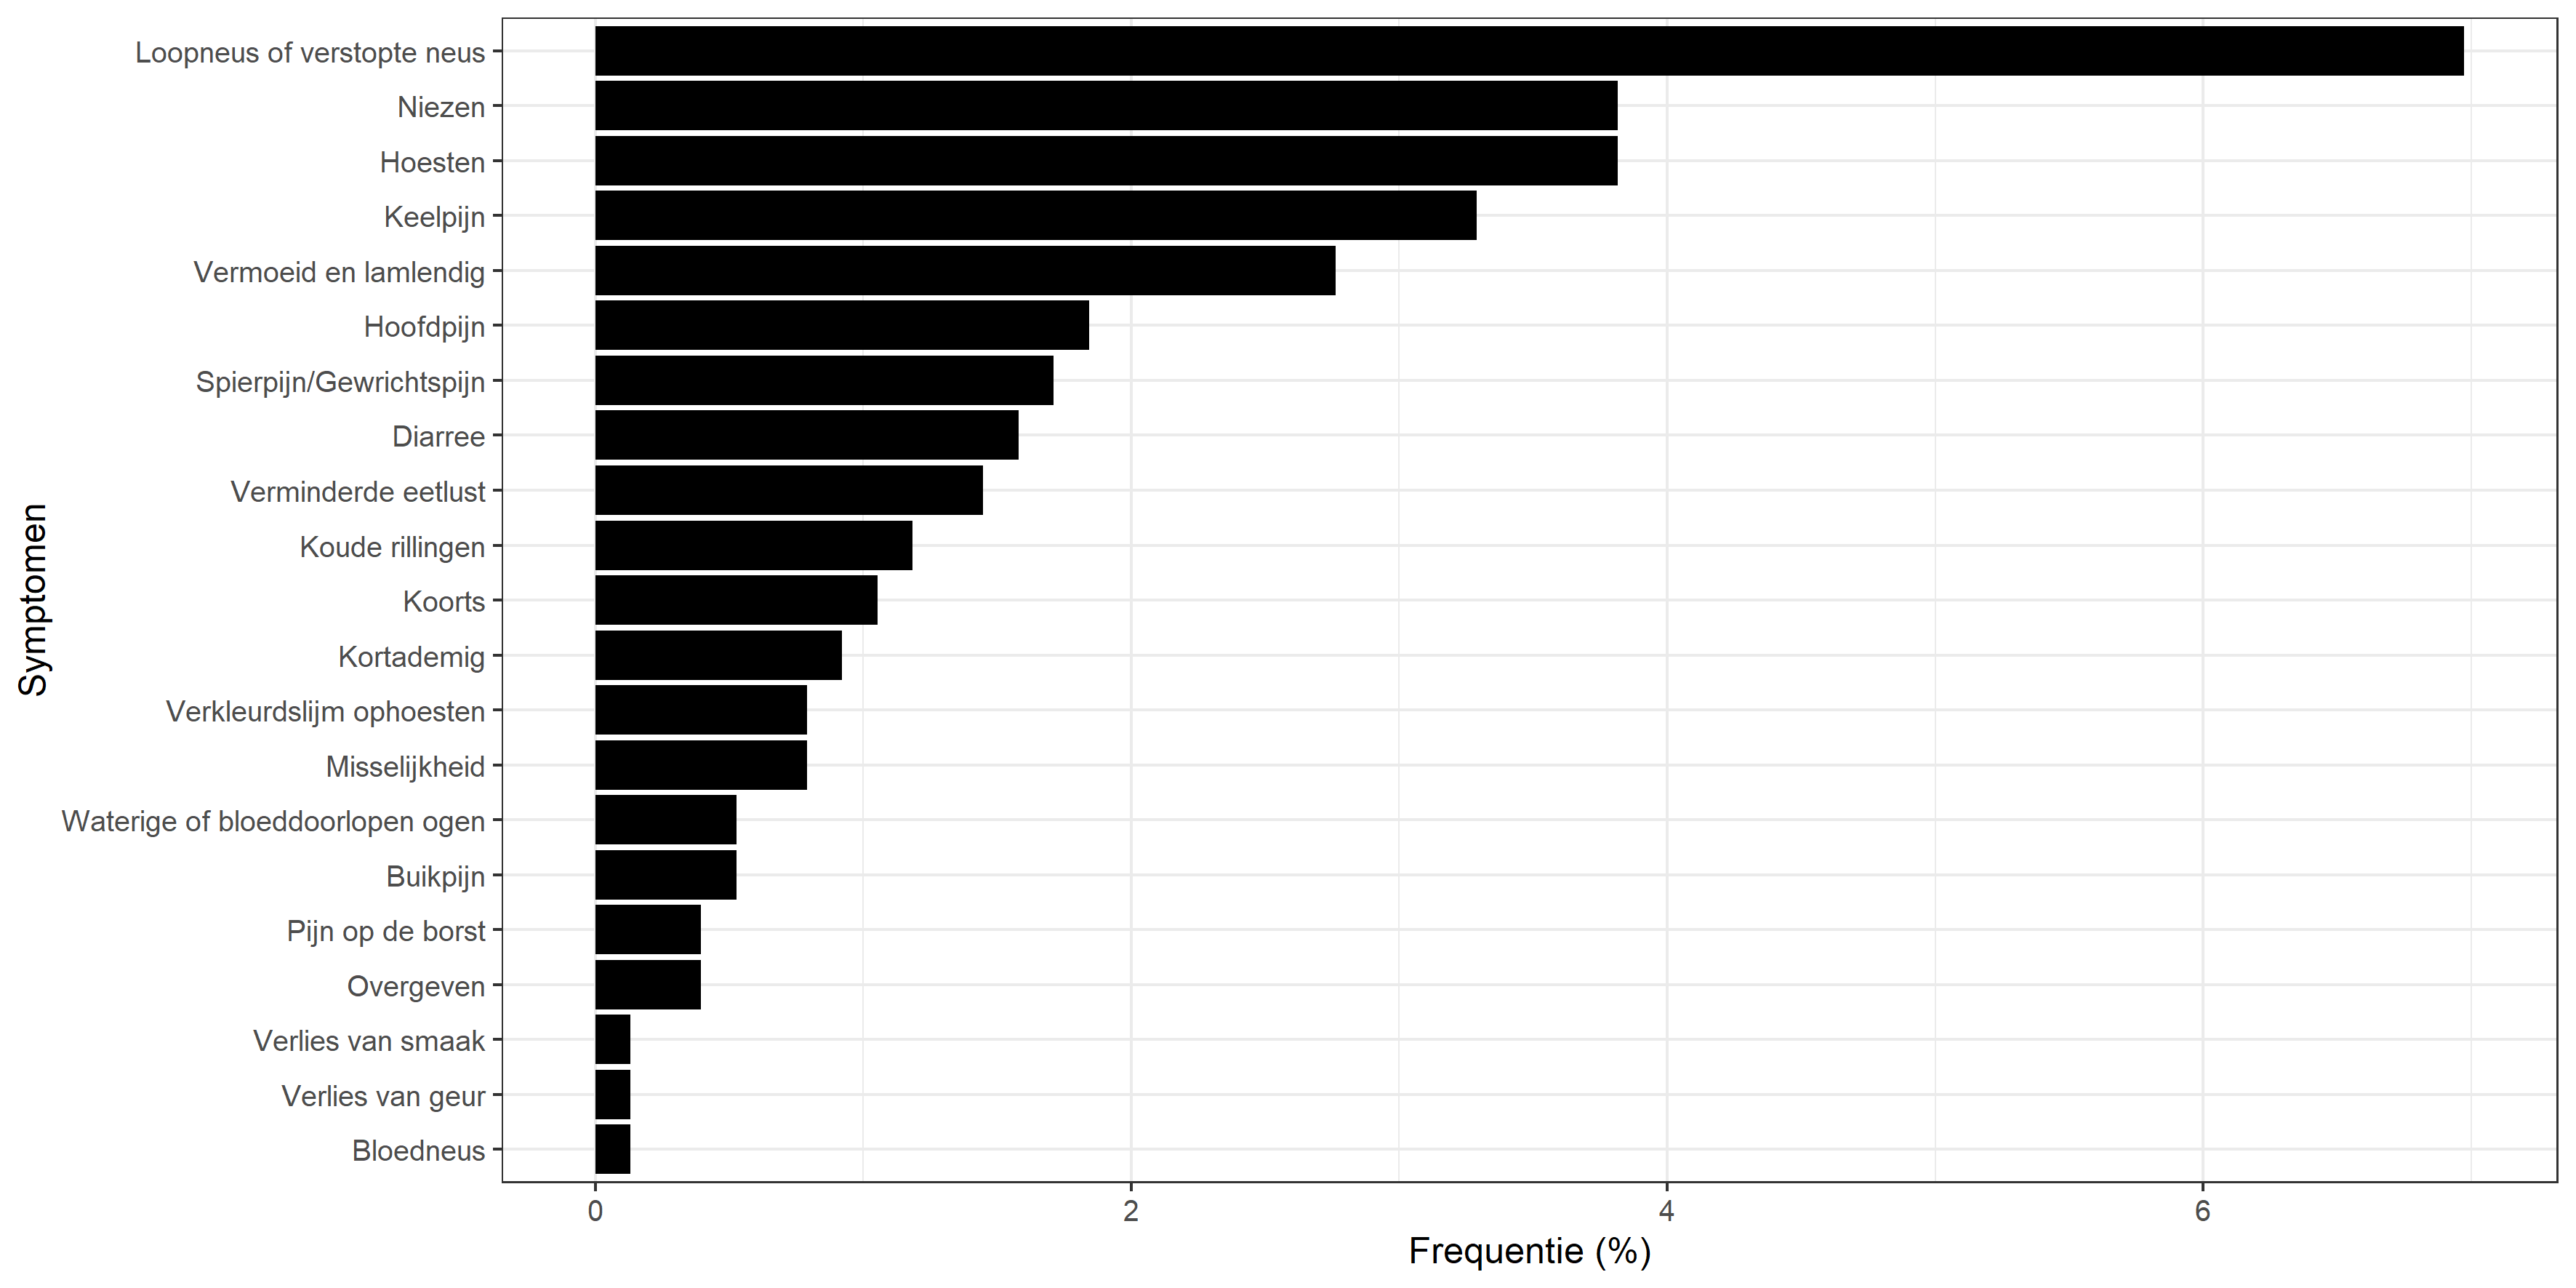 Loopneus of verstopte neus
Niezen
Hoesten
Keelpijn
Vermoeid en lamlendig
Hoofdpijn
Spierpijn/Gewrichtspijn
Diarree
Verminderde eetlust
Koude rillingen
Koorts
Kortademig
Verkleurdslijm ophoesten
Misselijkheid
Waterige of bloeddoorlopen ogen
Buikpijn
Pijn op de borst
Overgeven
Verlies van smaak
Verlies van geur
Bloedneus
Symptomen
0 2 4 6
Frequentie (%)